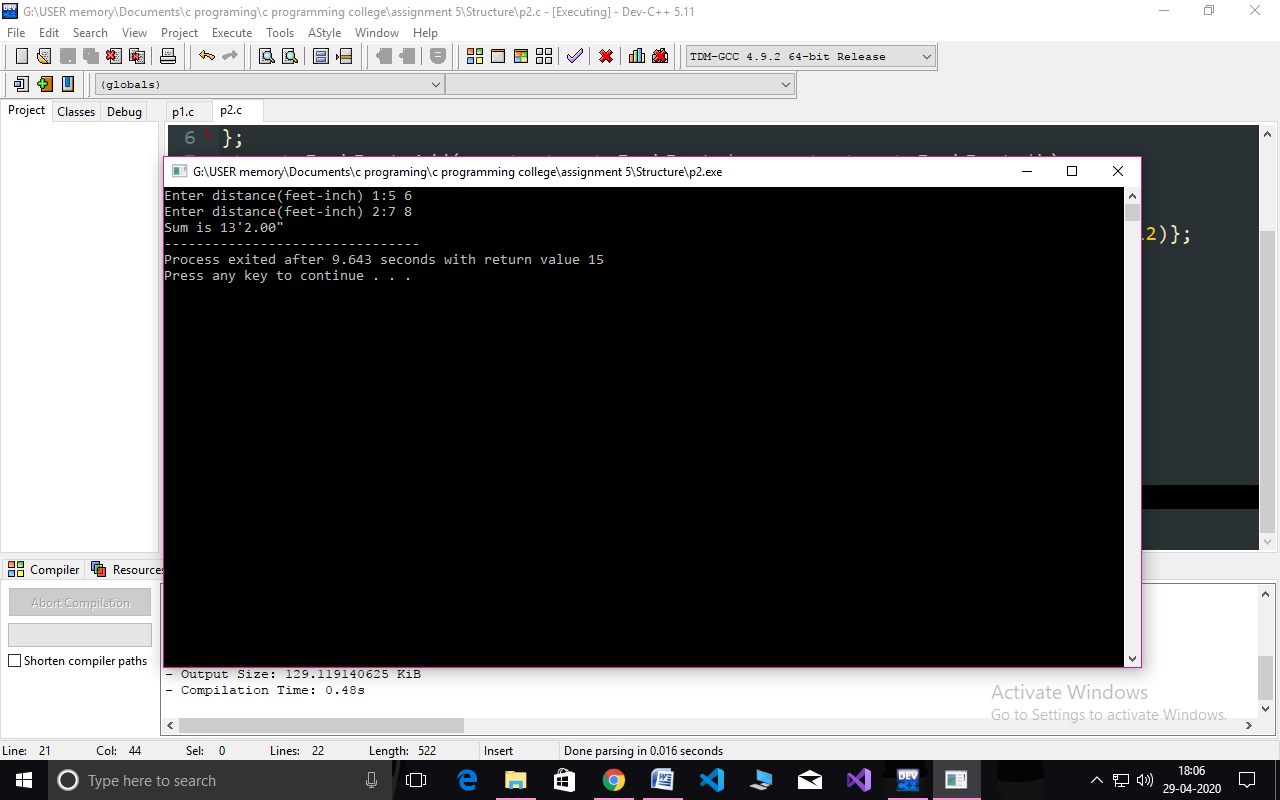 G:\USER memory\Documents\c programing\c programming college\assignment 5\Structure\p2.c - [Executing] - Dev-C++ 5.11
File Edit Search View Project Execute Tools AStyle Window Help
TDM-GCC 4.9.2 64-bit Release
(globals)
Project Classes Debug p1.c p2.c
6 };
G:\USER memory\Documents\c programing\c programming college\assignment 5\Structure\p2.exe
Enter distance(feet-inch) 1:5 6
Enter distance(feet-inch) 2:7 8
Sum is 13'2.00"
--------------------------------
Process exited after 9.643 seconds with return value 15
Press any key to continue . . .
2)};
Compiler Resources
Abort Compilation
Shorten compiler paths
- Output Size: 129.119140625 KiB
- Compilation Time: 0.48s
Activate Windows
Go to Settings to activate Windows.
Line: 21 Col: 44 Sel: 0 Lines: 22 Length: 522 Insert Done parsing in 0.016 seconds
Type here to search
18:06
29-04-2020